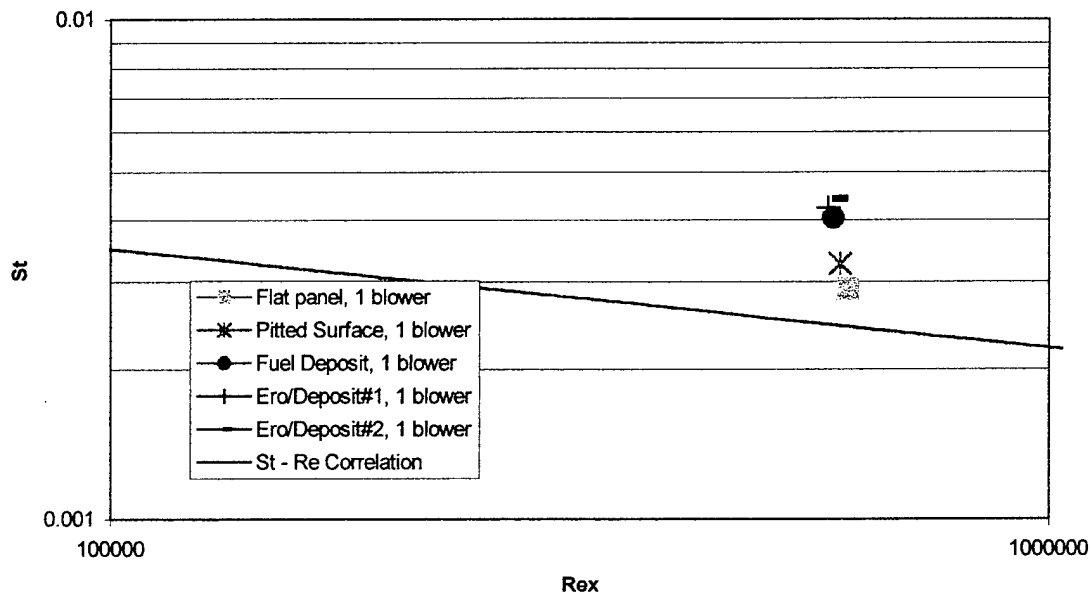 0.01
St
Flat panel, 1 blower
Pitted Surface, 1 blower
Fuel Deposit, 1 blower
Ero/Deposit#1, 1 blower
Ero/Deposit#2, 1 blower
St - Re Correlation
0.001
100000
1000000
Rex